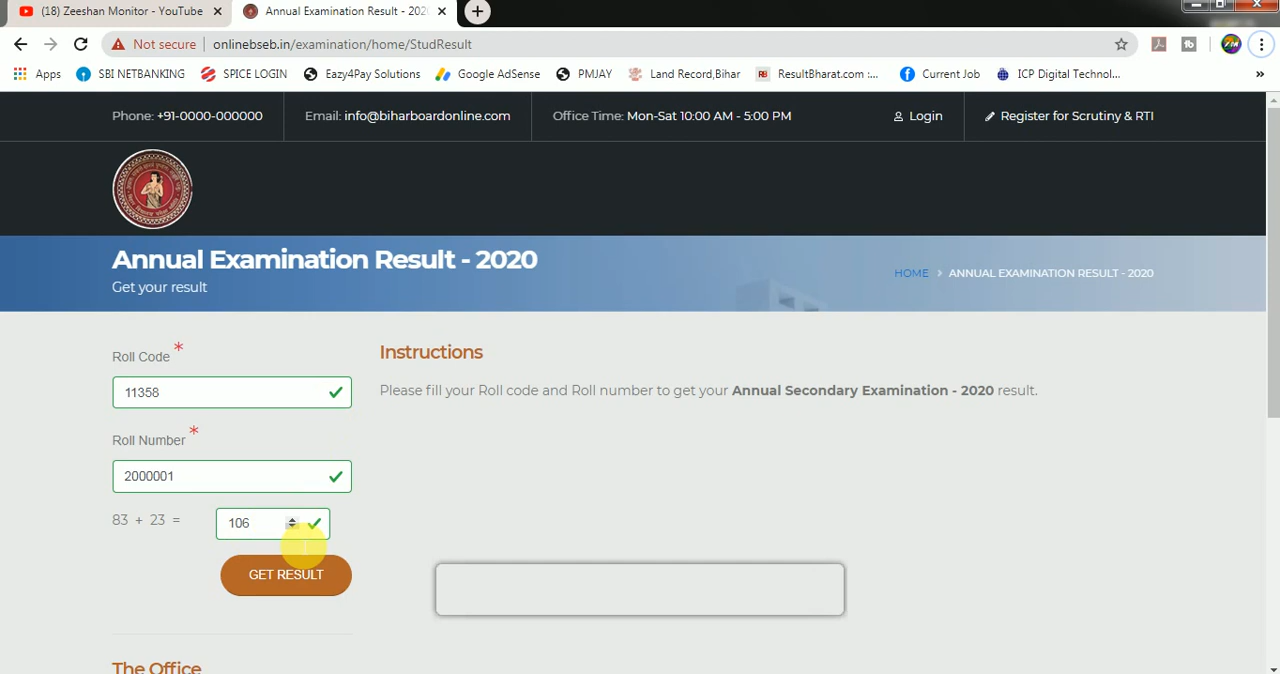 (18) Zeeshan Monitor - YouTube
Annual Examination Result - 202
Not secure
onlinebseb.in/examination/home/StudResult
Apps
SBI NETBANKING
SPICE LOGIN
Eazy4Pay Solutions
Google AdSense
PMJAY
Land Record,Bihar
ResultBharat.com :...
Current Job
ICP Digital Technol...
»
Phone: +91-0000-000000
Email: info@biharboardonline.com
Office Time: Mon-Sat 10:00 AM - 5:00 PM
Login
Register for Scrutiny & RTI
Annual Examination Result - 2020
Get your result
HOME > ANNUAL EXAMINATION RESULT - 2020
Roll Code *
11358
Roll Number *
2000001
83 + 23 =
106
GET RESULT
Instructions
Please fill your Roll code and Roll number to get your Annual Secondary Examination - 2020 result.
The Office